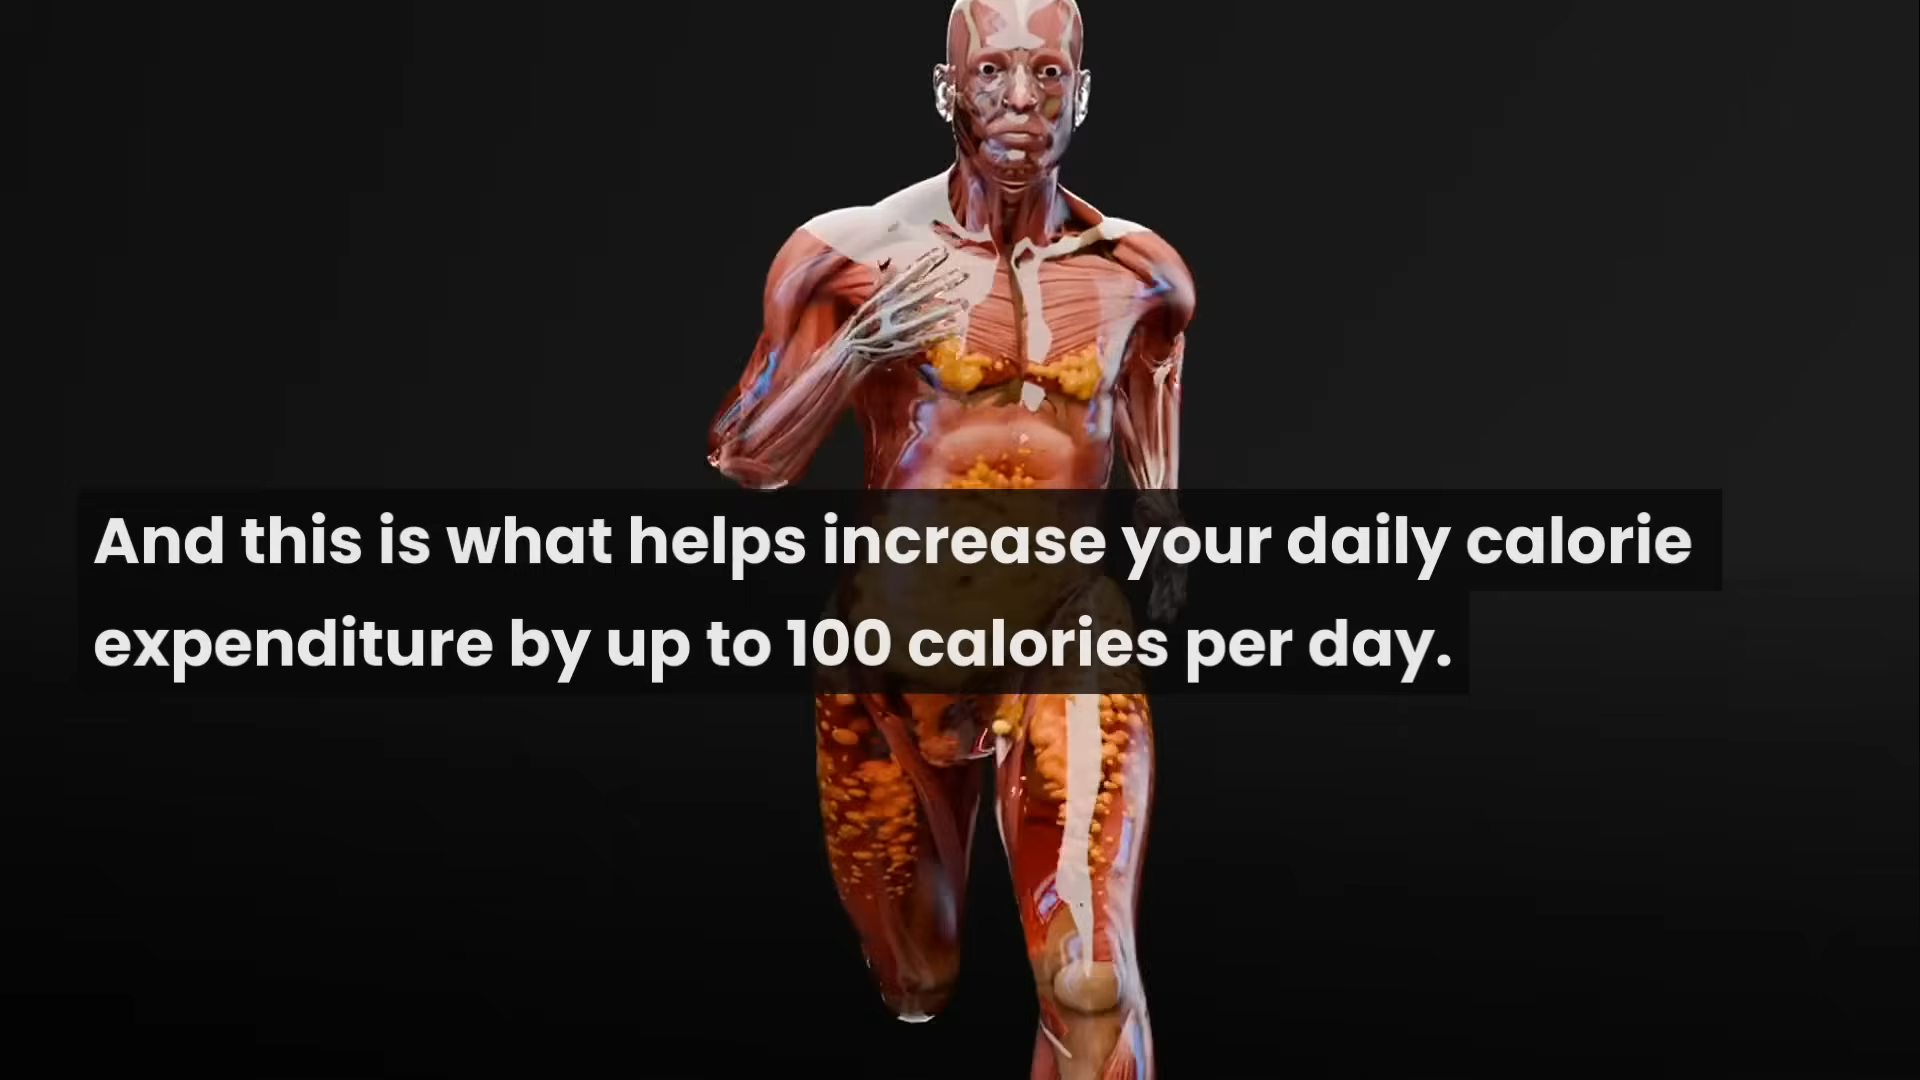 And this is what helps increase your daily calorie
expenditure by up to 100 calories per day.